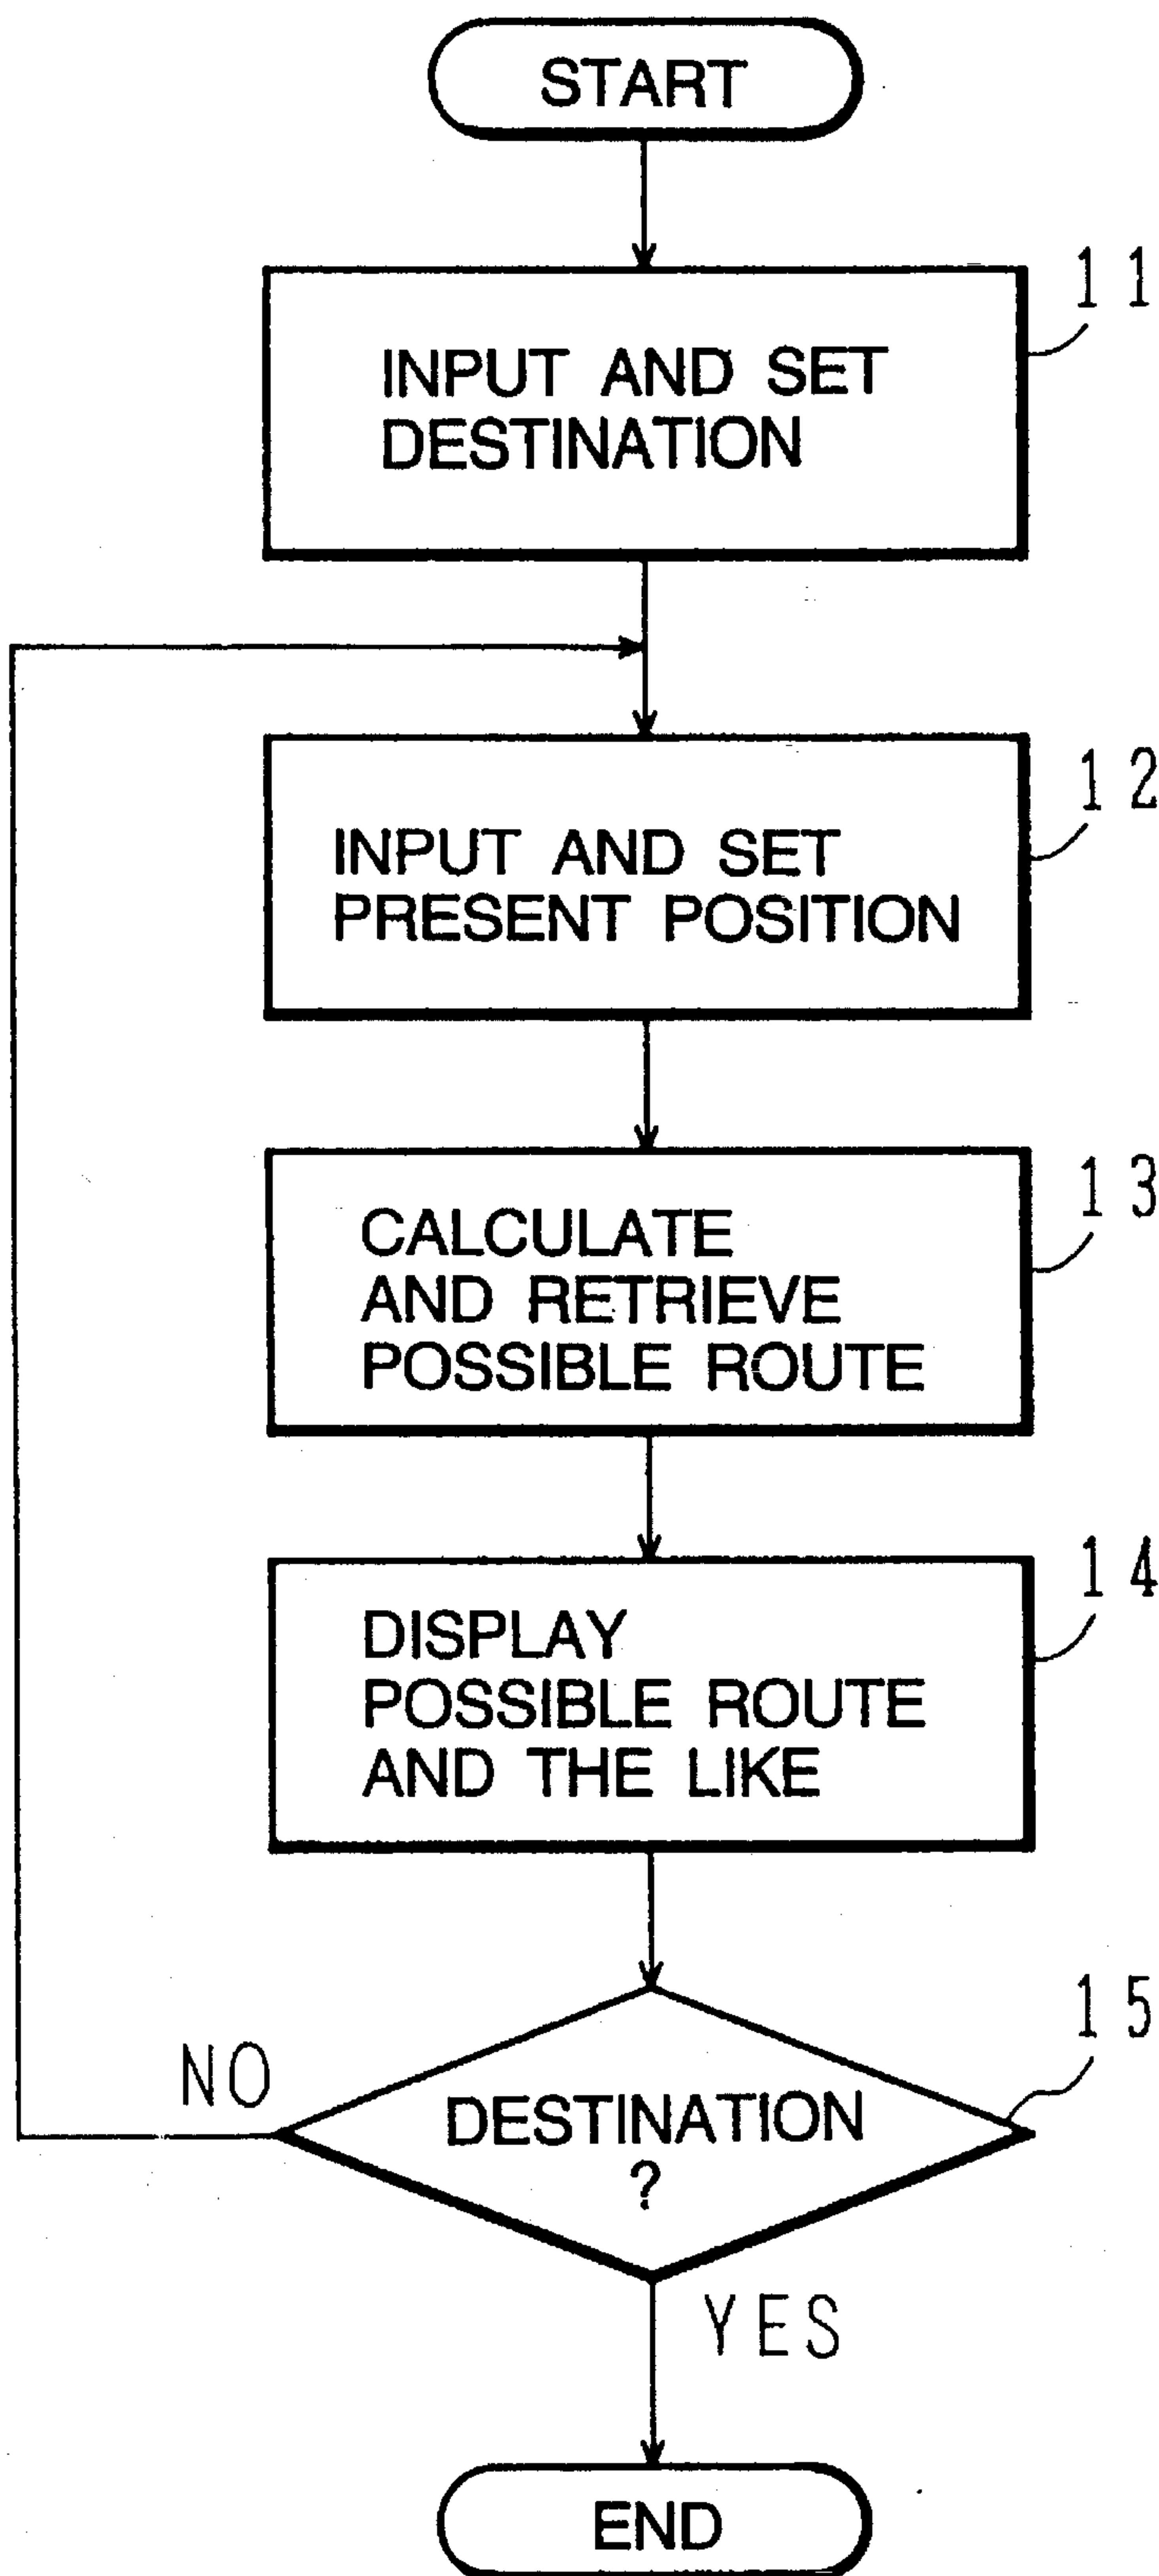 START
11
INPUT AND SET
DESTINATION
12
INPUT AND SET
PRESENT POSITION
13
CALCULATE
AND RETRIEVE
POSSIBLE ROUTE
14
DISPLAY
POSSIBLE ROUTE
AND THE LIKE
15
NO
DESTINATION
?
YES
END